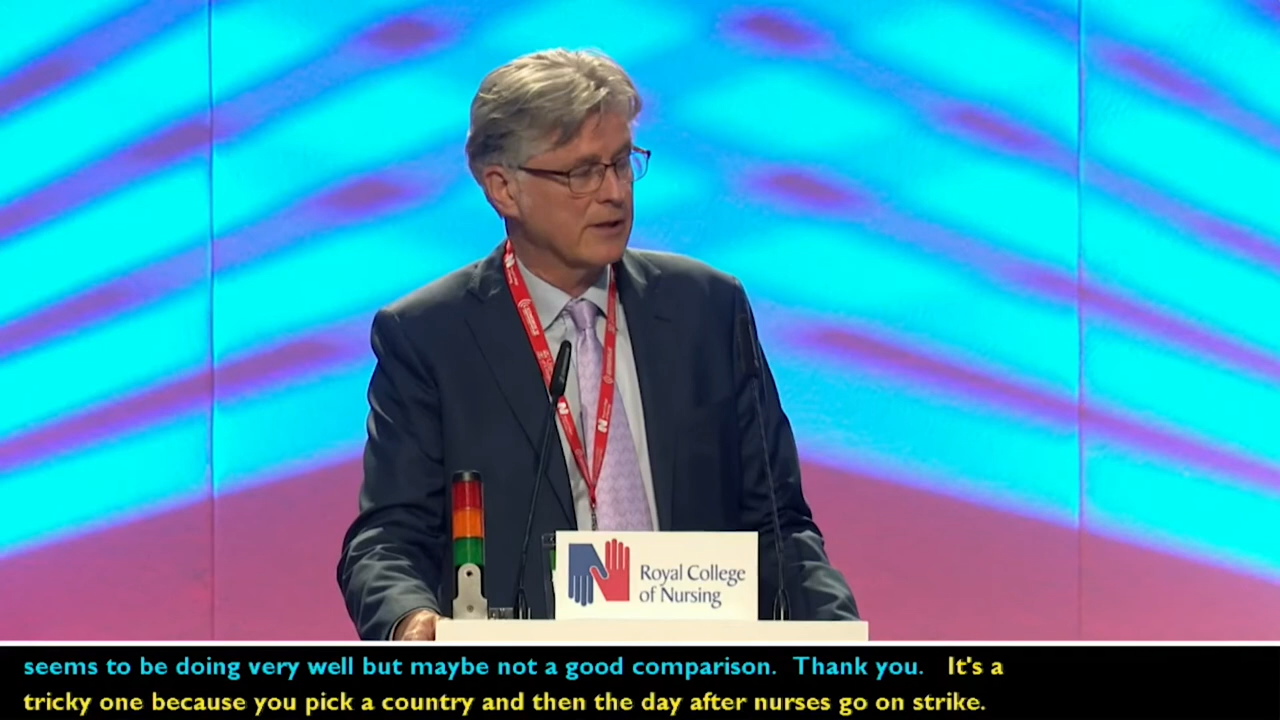 Royal College
of Nursing
seems to be doing very well but maybe not a good comparison. Thank you. It's a
tricky one because you pick a country and then the day after nurses go on strike.